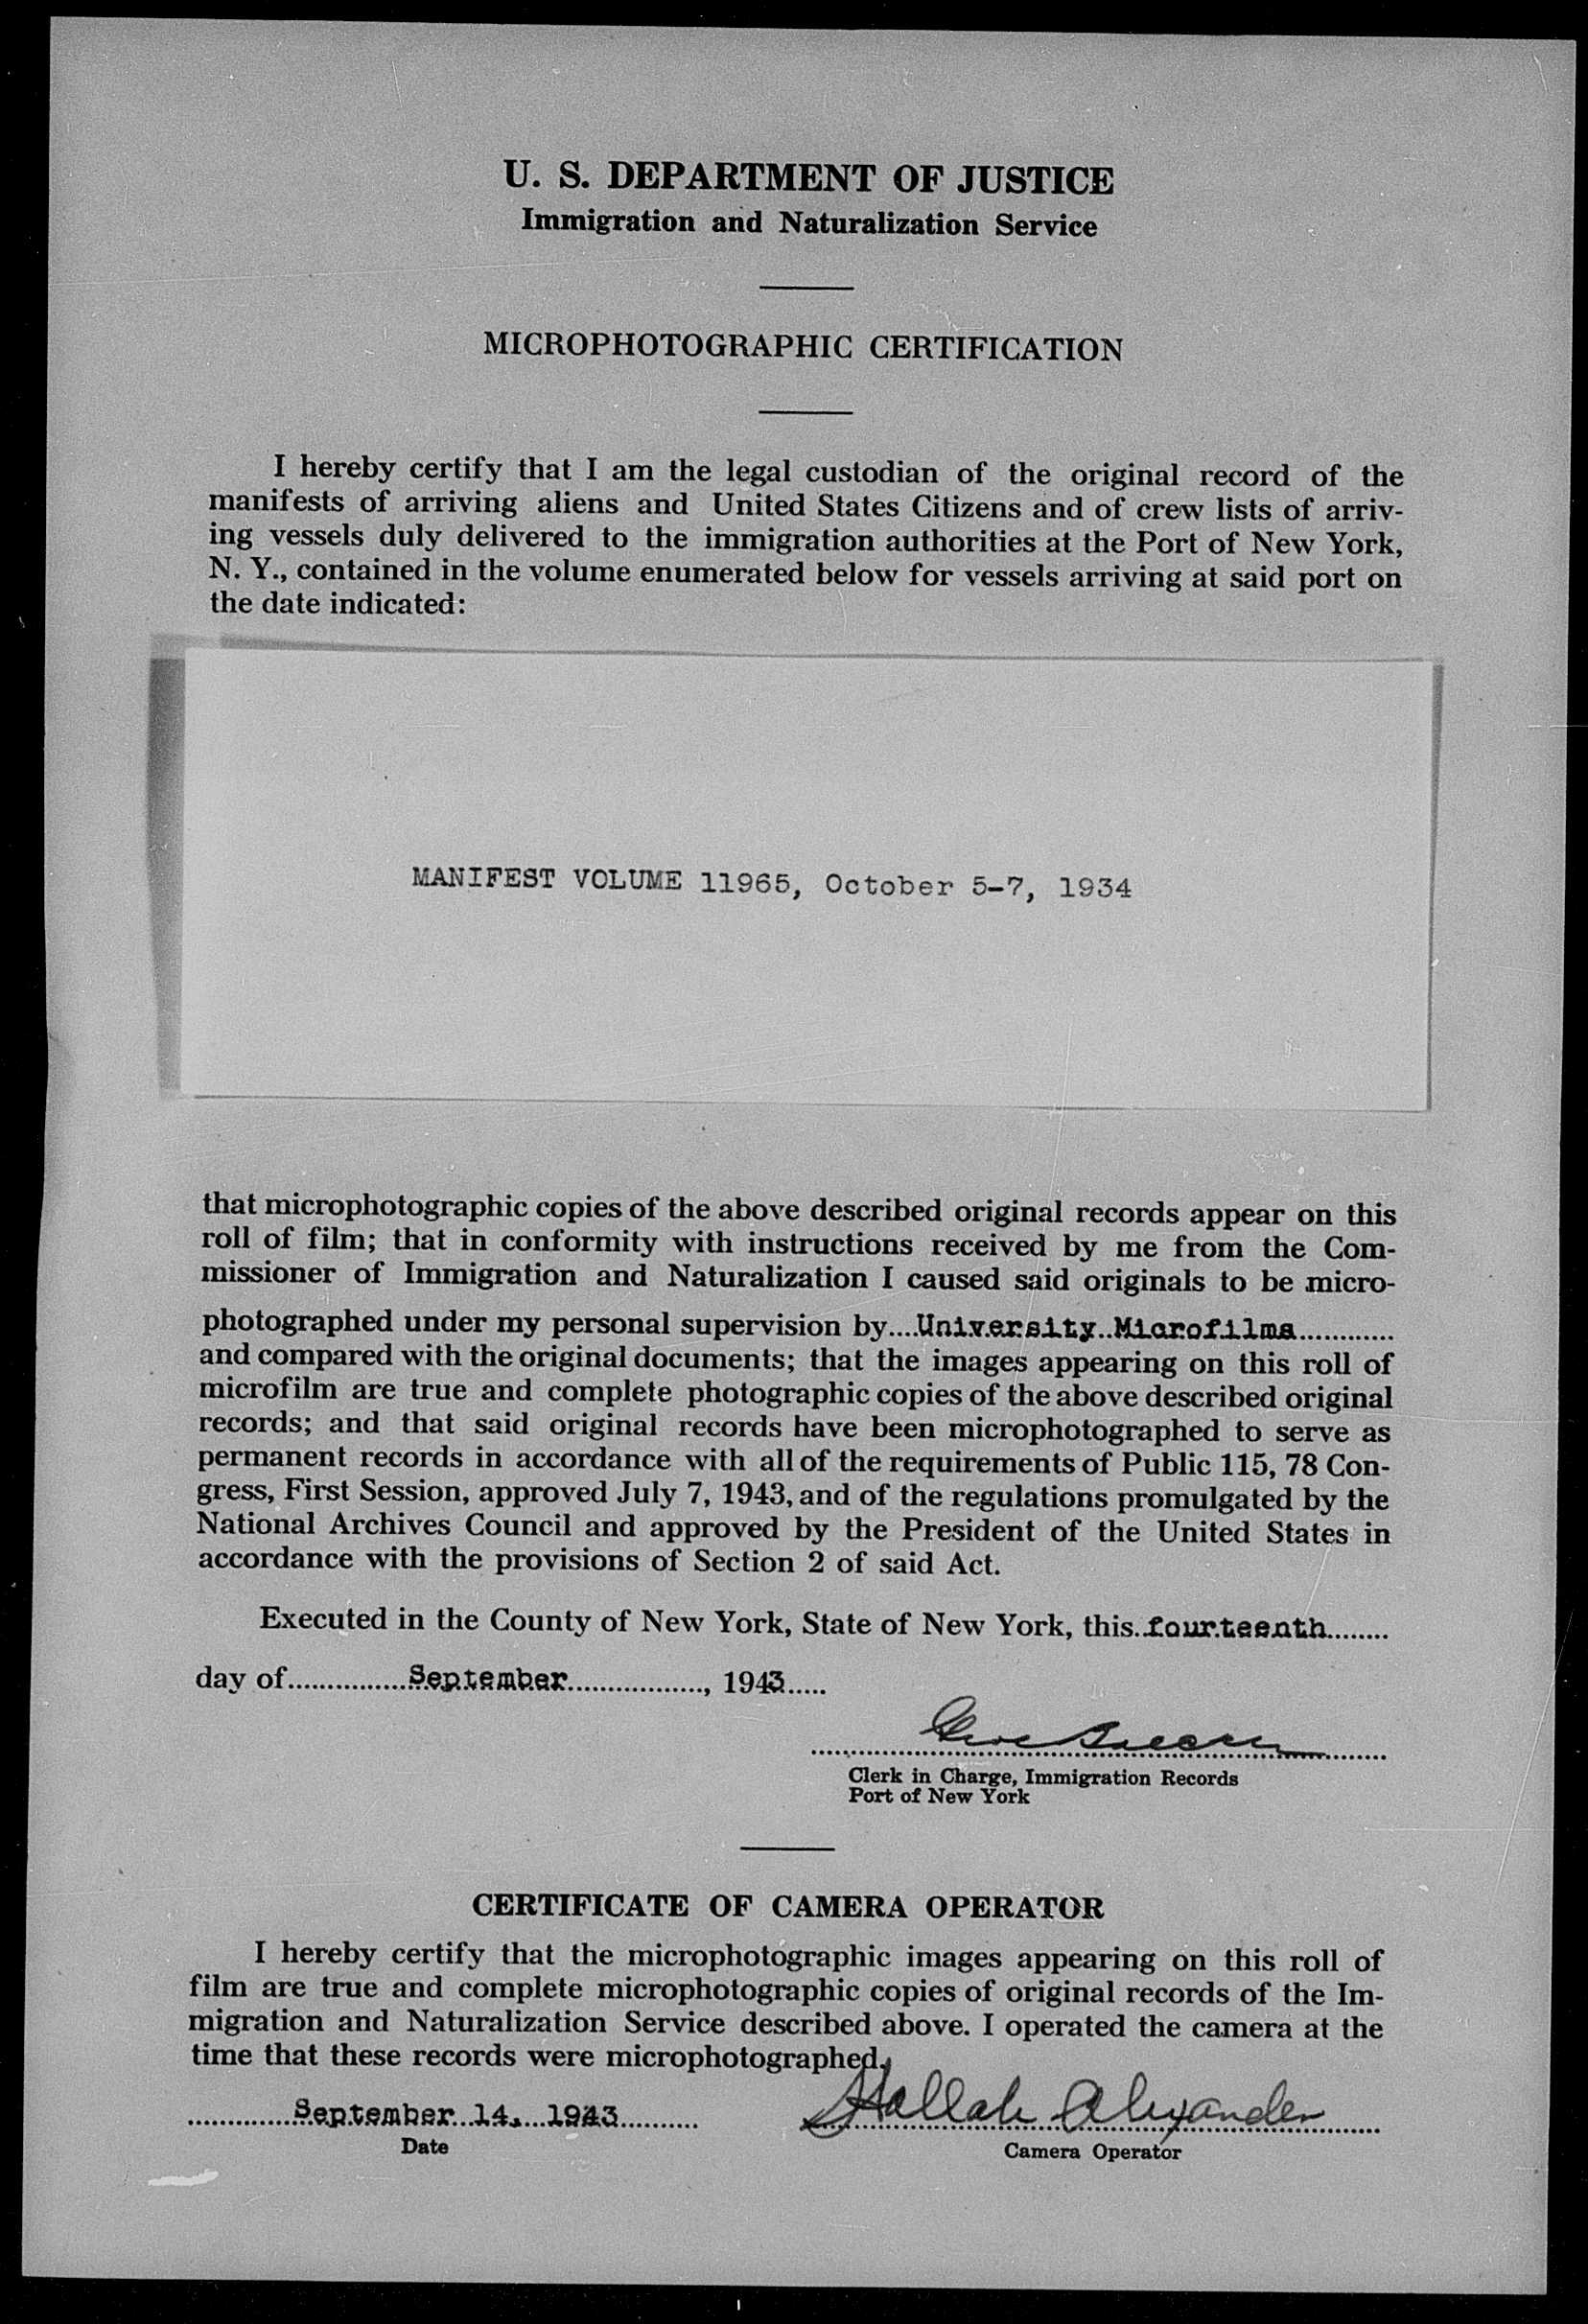 U. S. DEPARTMENT OF JUSTICE
Immigration and Naturalization Service
MICROPHOTOGRAPHIC CERTIFICATION
I hereby certify that I am the legal custodian of the original record of the
manifests of arriving aliens and United States Citizens and of crew lists of arriv-
ing vessels duly delivered to the immigration authorities at the Port of New York,
N. Y., contained in the volume enumerated below for vessels arriving at said port on
the date indicated:
MANIFEST VOLUME 11965, October 5-7, 1934
that microphotographic copies of the above described original records appear on this
roll of film; that in conformity with instructions received by me from the Com-
missioner of Immigration and Naturalization I caused said originals to be micro-
photographed under my personal supervision by....University Microfilms............
and compared with the original documents; that the images appearing on this roll of
microfilm are true and complete photographic copies of the above described original
records; and that said original records have been microphotographed to serve as
permanent records in accordance with all of the requirements of Public 115, 78 Con-
gress, First Session, approved July 7, 1943, and of the regulations promulgated by the
National Archives Council and approved by the President of the United States in
accordance with the provisions of Section 2 of said Act.
Executed in the County of New York, State of New York, this..fourteenth........
day of...............September.................., 1943.....
Clerk in Charge, Immigration Records
Port of New York
CERTIFICATE OF CAMERA OPERATOR
I hereby certify that the microphotographic images appearing on this roll of
film are true and complete microphotographic copies of original records of the Im-
migration and Naturalization Service described above. I operated the camera at the
time that these records were microphotographed.
September 14, 1943 Alexander
Date
Camera Operator